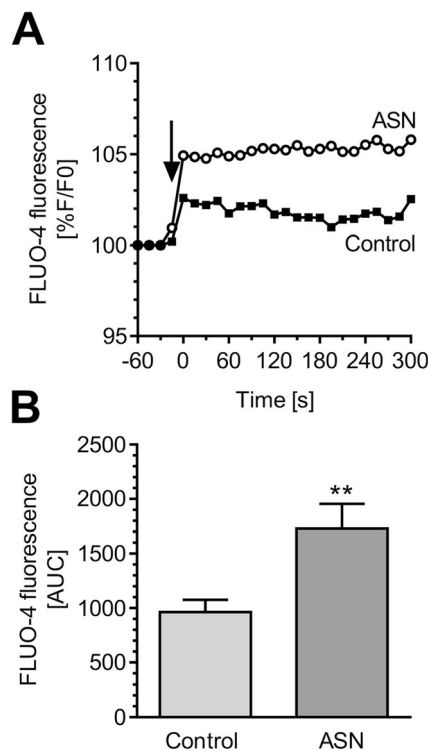 A
FLUO-4 fluorescence
[%F/F0]
110
105
100
95
ASN
Control
-60 0 60 120 180 240 300
Time [s]
B
FLUO-4 fluorescence
[AUC]
2500
2000
1500
1000
500
0
**
Control ASN